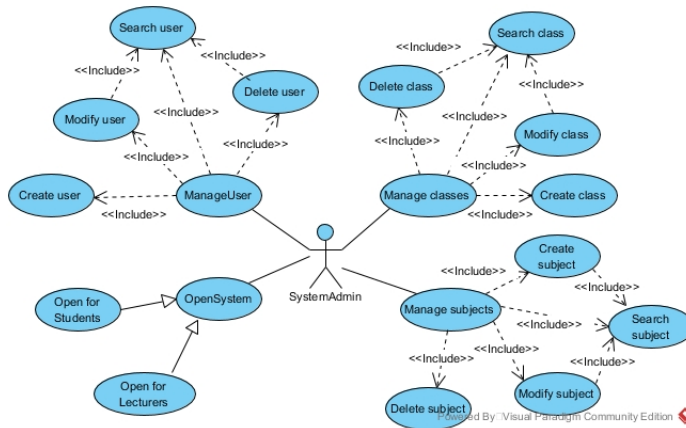 Search user
<<Include>>
<<Include>>
Delete user
Modify user
<<Include>>
<<Include>>
<<Include>>
Create user
ManageUser
<<Include>>
Search class
<<Include>>
Delete class
<<Include>>
<<Include>>
Modify class
<<Include>>
<<Include>>
Manage classes
Create class
<<Include>>
SystemAdmin
OpenSystem
Open for
Students
Open for
Lecturers
Create
subject
<<Include>>
<<Include>>
Manage subjects
<<Include>>
Search
subject
<<Include>>
<<Include>>
<<Include>>
Delete subject
Modify subject
Powered By Visual Paradigm Community Edition